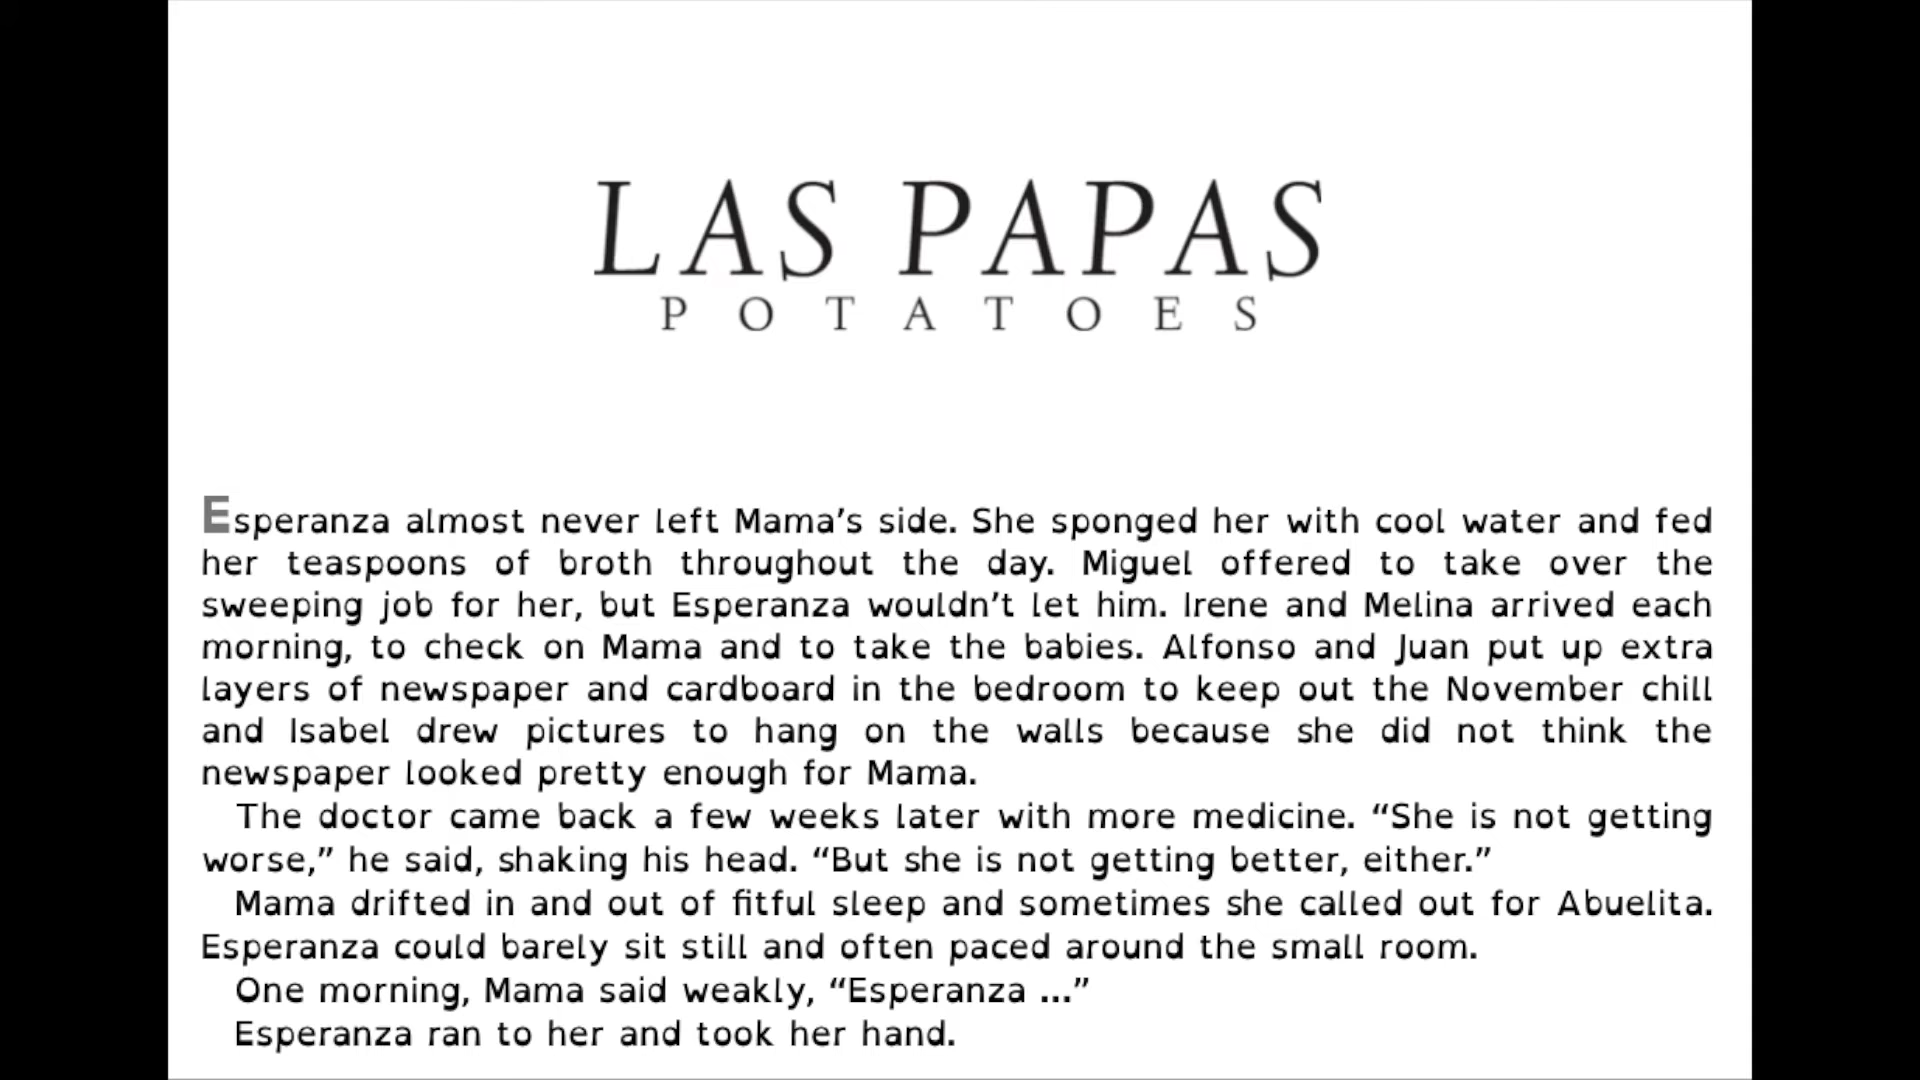 LAS PAPAS
POTATOES
Esperanza almost never left Mama’s side. She sponged her with cool water and fed
her teaspoons of broth throughout the day. Miguel offered to take over the
sweeping job for her, but Esperanza wouldn’t let him. Irene and Melina arrived each
morning, to check on Mama and to take the babies. Alfonso and Juan put up extra
layers of newspaper and cardboard in the bedroom to keep out the November chill
and Isabel drew pictures to hang on the walls because she did not think the
newspaper looked pretty enough for Mama.
The doctor came back a few weeks later with more medicine. “She is not getting
worse,” he said, shaking his head. “But she is not getting better, either.”
Mama drifted in and out of fitful sleep and sometimes she called out for Abuelita.
Esperanza could barely sit still and often paced around the small room.
One morning, Mama said weakly, “Esperanza ...”
Esperanza ran to her and took her hand.